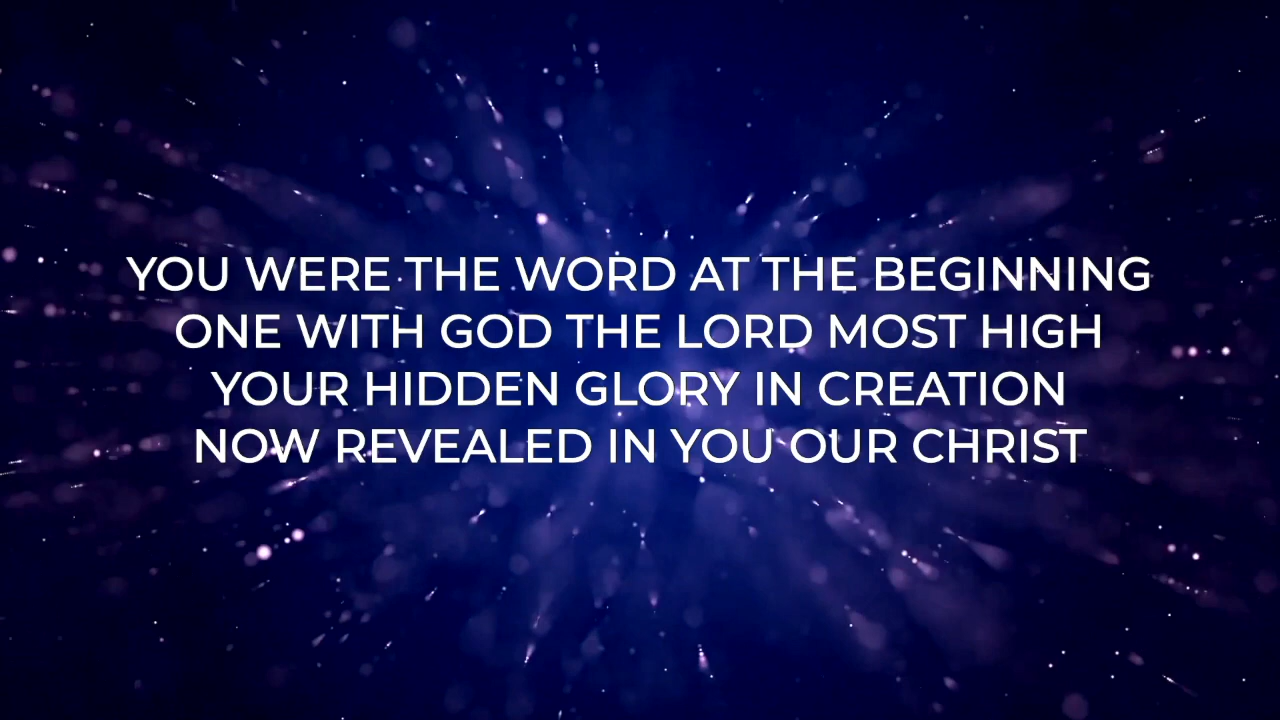 YOU WERE THE WORD AT THE BEGINNING
ONE WITH GOD THE LORD MOST HIGH
YOUR HIDDEN GLORY IN CREATION
NOW REVEALED IN YOU OUR CHRIST